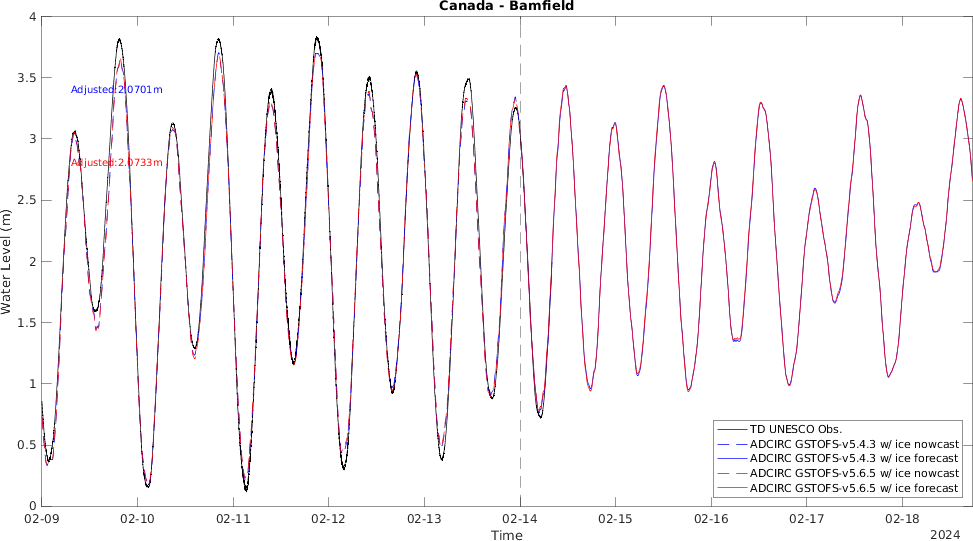 Canada - Bamfield
4
3.5
3
2.5
2
1.5
1
0.5
0
Water Level (m)
Adjusted:2.0701m
Adjusted:2.0733m
TD UNESCO Obs.
ADCIRC GSTOFS-v5.4.3 w/ ice nowcast
ADCIRC GSTOFS-v5.4.3 w/ ice forecast
ADCIRC GSTOFS-v5.6.5 w/ ice nowcast
ADCIRC GSTOFS-v5.6.5 w/ ice forecast
02-09 02-10 02-11 02-12 02-13 02-14 02-15 02-16 02-17 02-18
Time
2024